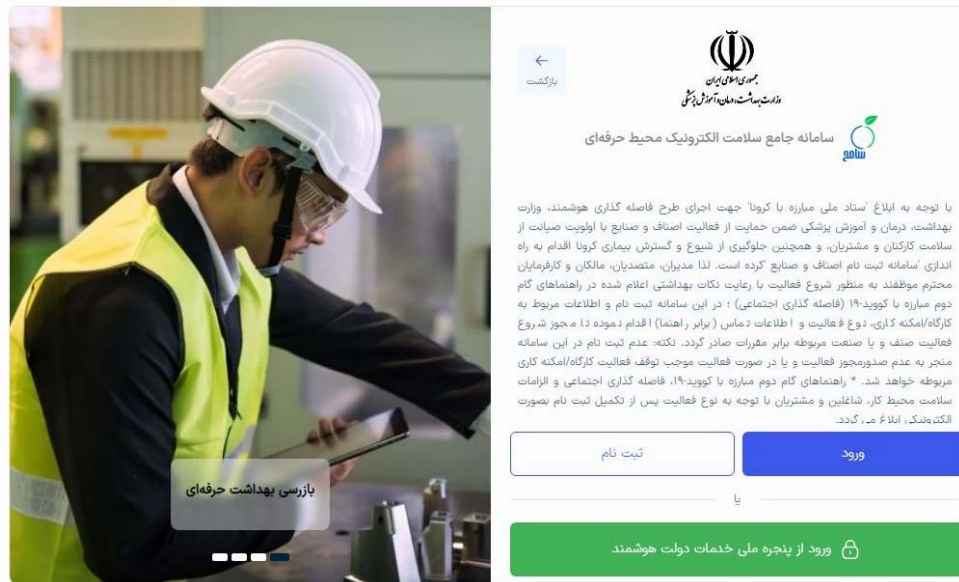 بازگشت
جمهوری اسلامی ایران
وزارت بهداشت، درمان و آموزش پزشکی
سامانه جامع سلامت الکترونیک محیط حرفه‌ای
سامح
با توجه به ابلاغ 'ستاد ملی مبارزه با کرونا' جهت اجرای طرح فاصله گذاری هوشمند، وزارت
بهداشت، درمان و آموزش پزشکی ضمن حمایت از فعالیت اصناف و صنایع با اولویت صیانت از
سلامت کارکنان و مشتریان، و همچنین جلوگیری از شیوع و گسترش بیماری کرونا اقدام به راه
اندازی 'سامانه ثبت نام اصناف و صنایع' کرده است. لذا مدیران، متصدیان، مالکان و کارفرمایان
محترم موظفند به منظور شروع فعالیت با رعایت نکات بهداشتی اعلام شده در راهنماهای گام
دوم مبارزه با کووید-۱۹ (فاصله گذاری اجتماعی) ؛ در این سامانه ثبت نام و اطلاعات مربوط به
کارگاه/امکنه کاری، نوع فعالیت و اطلاعات تماس (برابر راهنما) اقدام نموده تا مجوز شروع
فعالیت صنف و یا صنعت مربوطه برابر مقررات صادر گردد. نکته: عدم ثبت نام در این سامانه
منجر به عدم صدورمجوز فعالیت و یا در صورت فعالیت موجب توقف فعالیت کارگاه/امکنه کاری
مربوطه خواهد شد. * راهنماهای گام دوم مبارزه با کووید-۱۹، فاصله گذاری اجتماعی و الزامات
سلامت محیط کار، شاغلین و مشتریان با توجه به نوع فعالیت پس از تکمیل ثبت نام بصورت
الکترونیکی ابلاغ می گردد.
ورود
ثبت نام
یا
ورود از پنجره ملی خدمات دولت هوشمند
بازرسی بهداشت حرفه‌ای